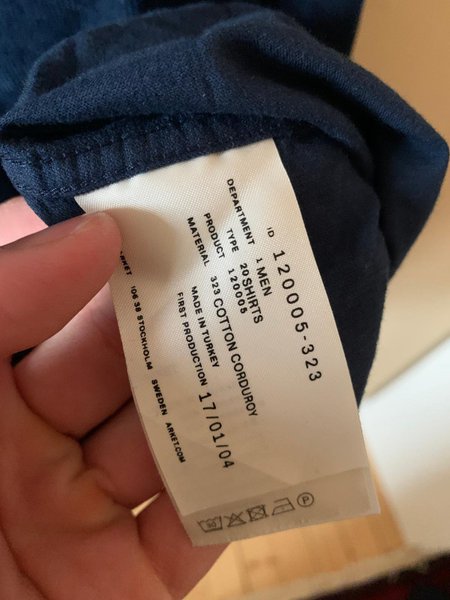 ID 120005-323
DEPARTMENT 1 MEN
TYPE 20 SHIRTS
PRODUCT 120005
MATERIAL 323 COTTON CORDUROY
MADE IN TURKEY
FIRST PRODUCTION 17/01/04
106 38 STOCKHOLM SWEDEN ARKET.COM
P